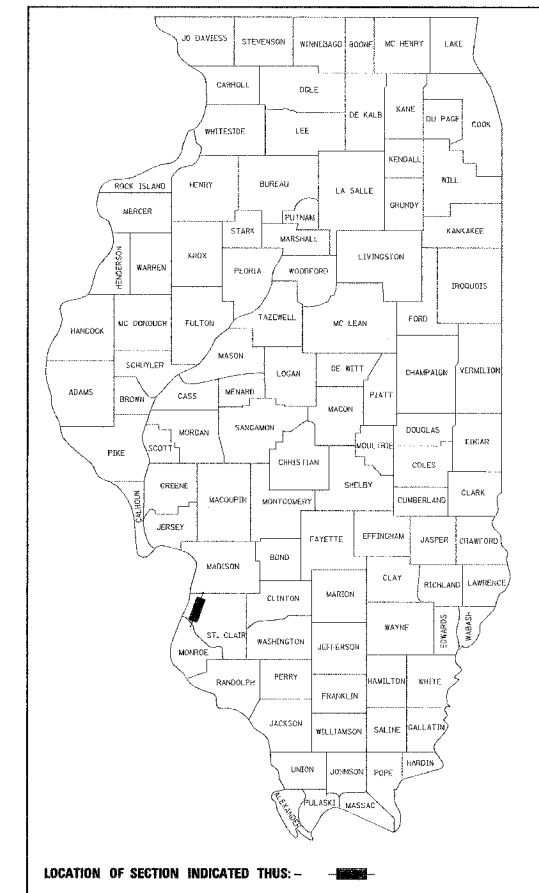 JO DAVIESS
STEVENSON
WINNEBAGO
BOONE
MC HENRY
LAKE
CARROLL
OGLE
DE KALB
KANE
DU PAGE
COOK
WHITESIDE
LEE
KENDALL
WILL
ROCK ISLAND
HENRY
BUREAU
LA SALLE
GRUNDY
MERCER
PUTNAM
KANKAKEE
STARK
MARSHALL
HENDERSON
WARREN
KNOX
PEORIA
WOODFORD
LIVINGSTON
IROQUOIS
HANCOCK
MC DONOUGH
FULTON
TAZEWELL
MC LEAN
FORD
MASON
SCHUYLER
LOGAN
DE WITT
CHAMPAIGN
VERMILION
ADAMS
BROWN
CASS
MENARD
PIATT
MACON
MORGAN
SANGAMON
DOUGLAS
EDGAR
PIKE
SCOTT
MOULTRIE
CHRISTIAN
COLES
SHELBY
CALHOUN
GREENE
MACOUPIN
MONTGOMERY
CUMBERLAND
CLARK
JERSEY
FAYETTE
EFFINGHAM
JASPER
CRAWFORD
MADISON
BOND
CLAY
RICHLAND
LAWRENCE
CLINTON
MARION
ST. CLAIR
WAYNE
EDWARDS
WABASH
MONROE
WASHINGTON
JEFFERSON
RANDOLPH
PERRY
HAMILTON
WHITE
FRANKLIN
JACKSON
WILLIAMSON
SALINE
GALLATIN
HARDIN
UNION
JOHNSON
POPE
ALEXANDER
PULASKI
MASSAC
LOCATION OF SECTION INDICATED THUS: -